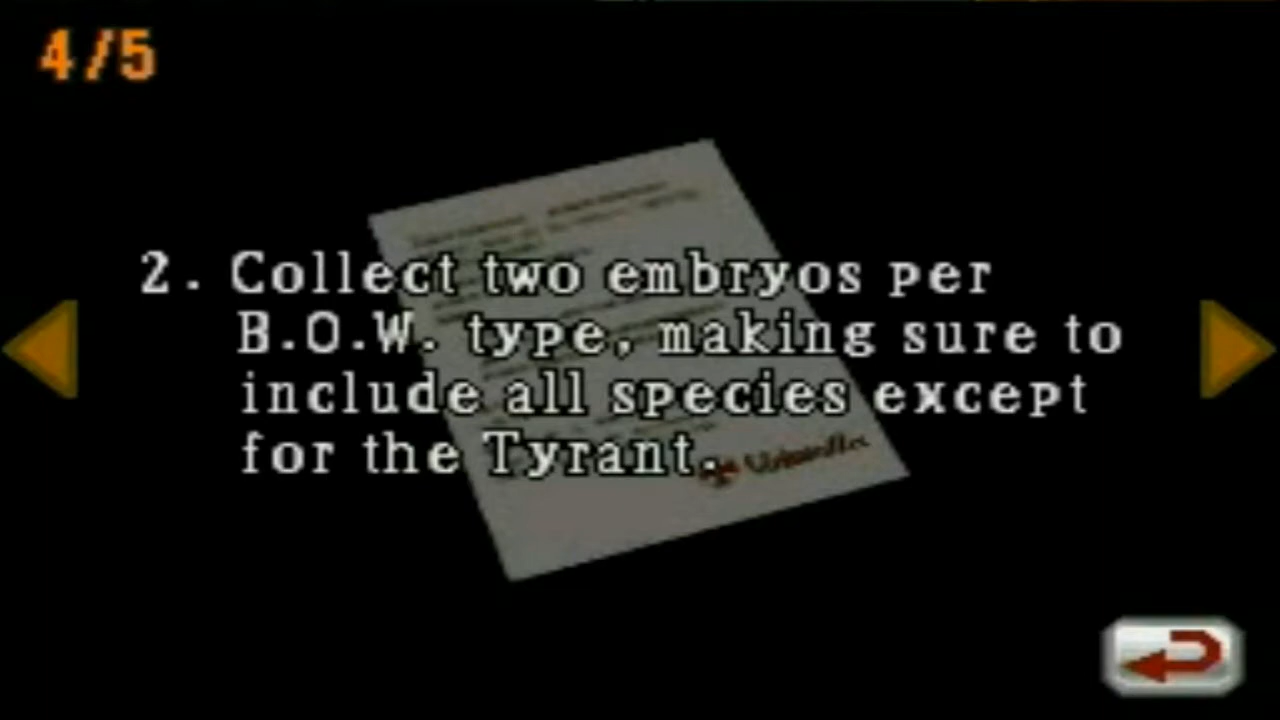 4/5
2. Collect two embryos per
B.O.W. type, making sure to
include all species except
for the Tyrant.